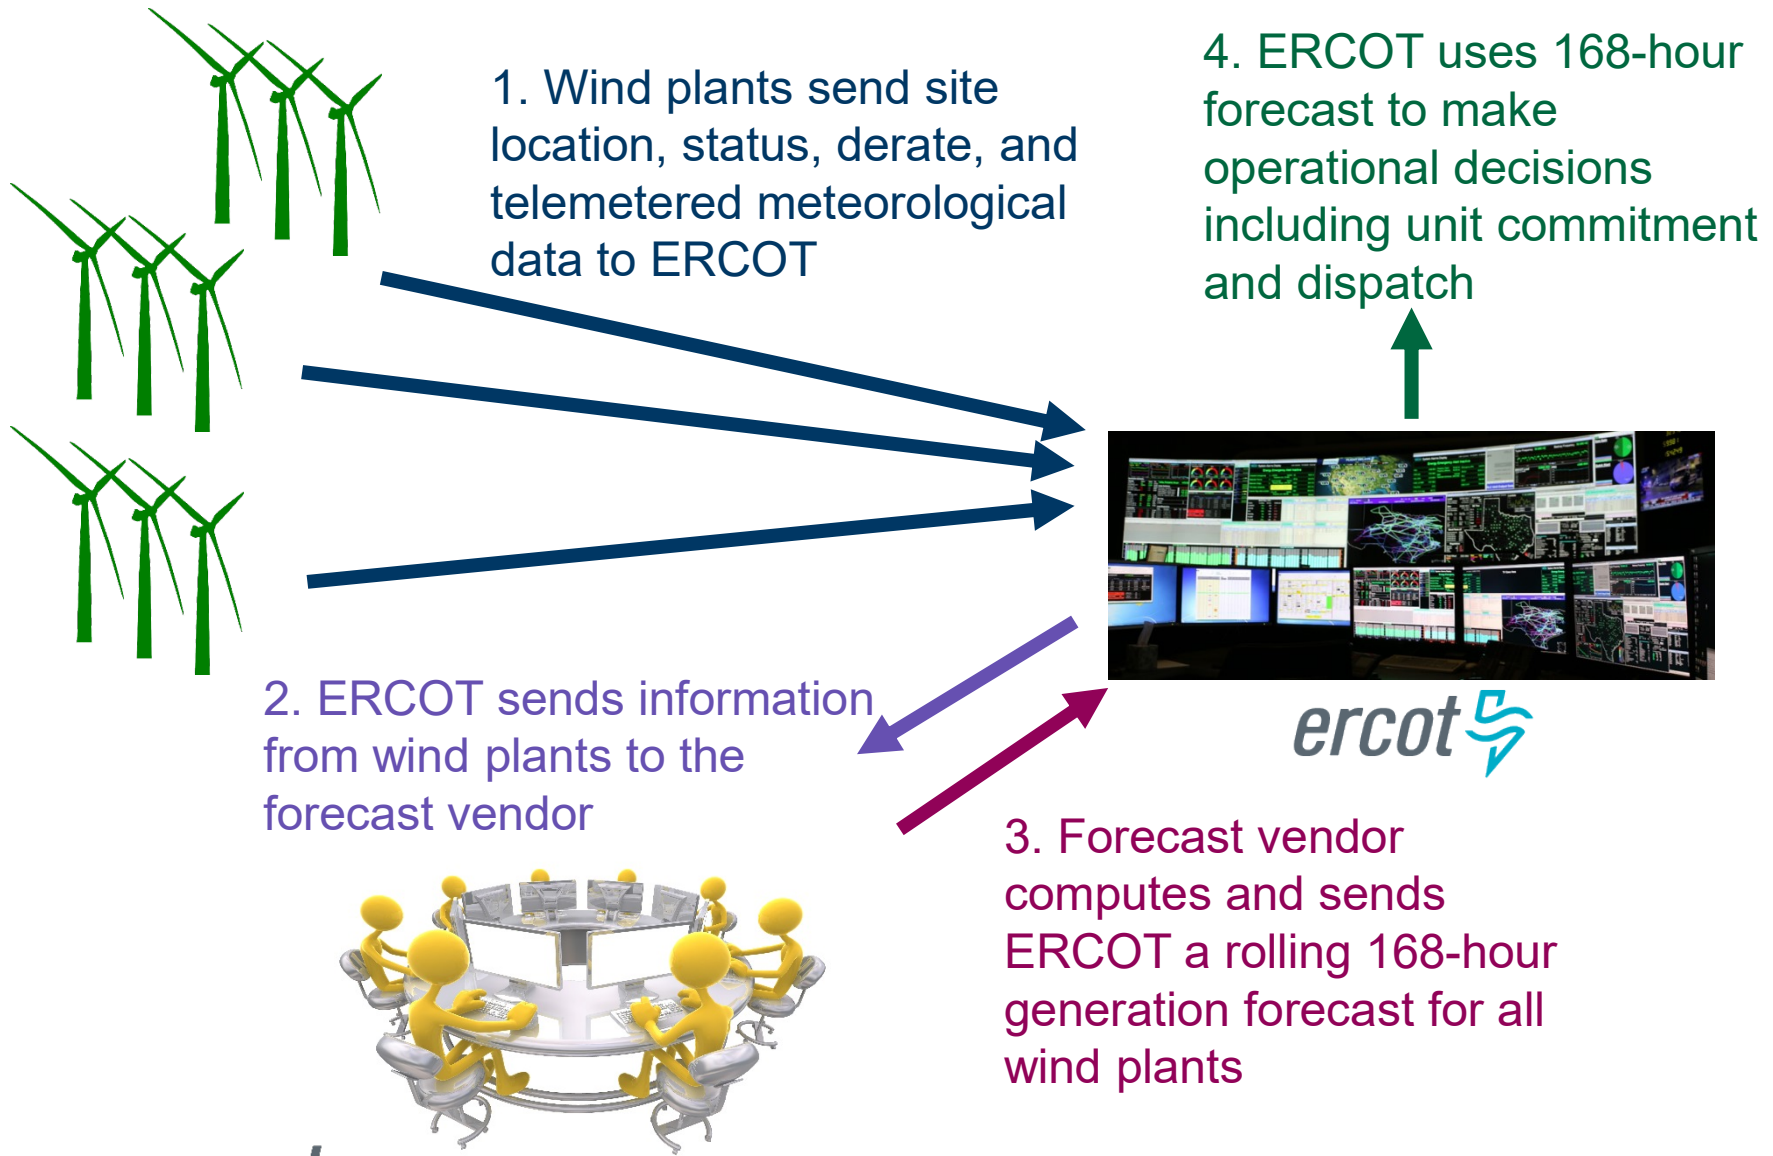 1. Wind plants send site
location, status, derate, and
telemetered meteorological
data to ERCOT
4. ERCOT uses 168-hour
forecast to make
operational decisions
including unit commitment
and dispatch
2. ERCOT sends information
from wind plants to the
forecast vendor
ercot
3. Forecast vendor
computes and sends
ERCOT a rolling 168-hour
generation forecast for all
wind plants